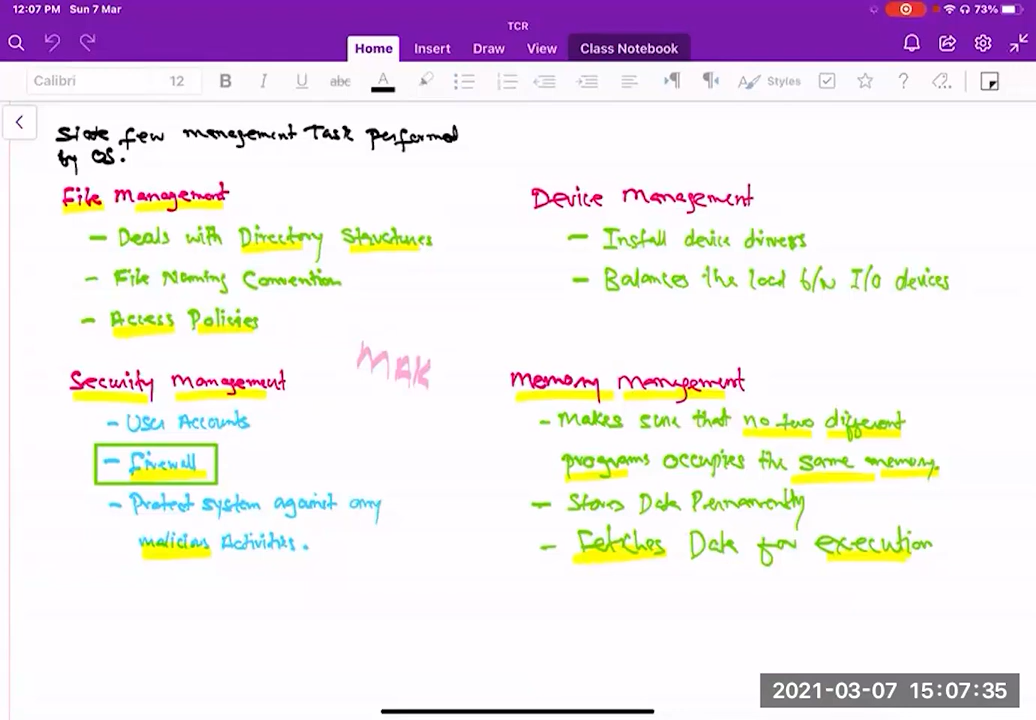 12:07 PM Sun 7 Mar
73%
TCR
Home Insert Draw View Class Notebook
Calibri 12 B I U abc A Styles
State few management Task performed
by OS.
File Management
- Deals with Directory Structures
- File Naming Convention
- Access Policies
Device Management
- Install device drivers
- Balances the load b/w I/O devices
MAK
Security Management
- User Accounts
- Firewall
- Protect system against any
malicious Activities.
Memory Management
- Makes sure that no two different
programs occupies the same memory.
- Stores Data Permanently
- Fetches Data for execution
2021-03-07 15:07:35